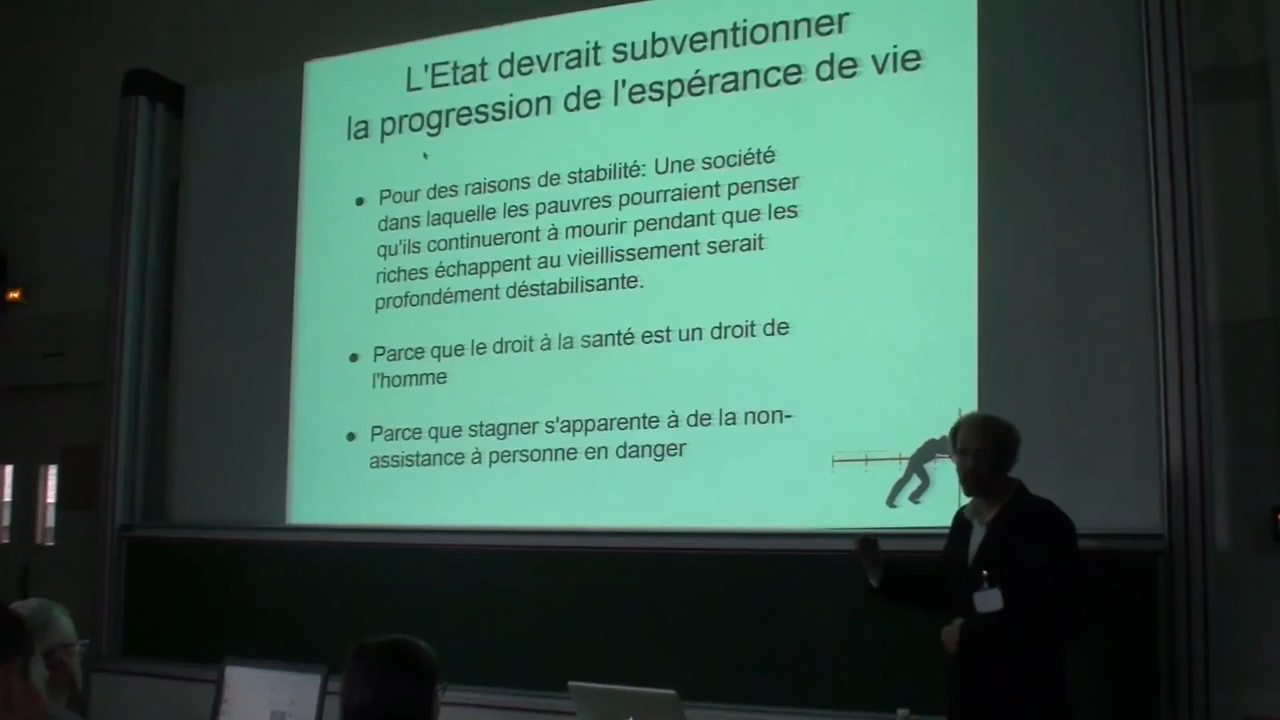 L'Etat devrait subventionner
la progression de l'espérance de vie
• Pour des raisons de stabilité: Une société
dans laquelle les pauvres pourraient penser
qu'ils continueront à mourir pendant que les
riches échappent au vieillissement serait
profondément déstabilisante.
• Parce que le droit à la santé est un droit de
l'homme
• Parce que stagner s'apparente à de la non-
assistance à personne en danger